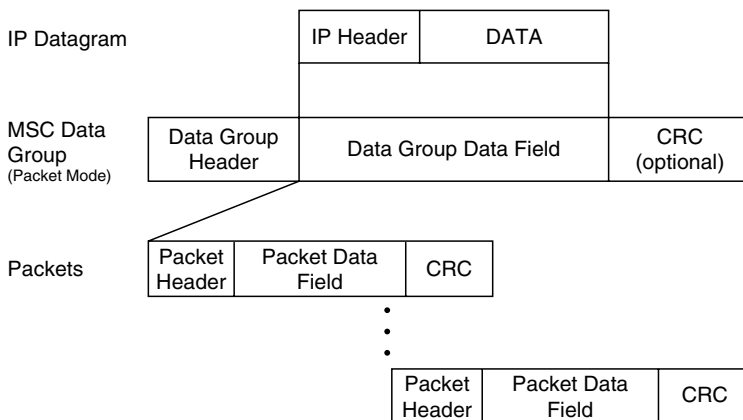 IP Datagram
IP Header
DATA
MSC Data
Group
(Packet Mode)
Data Group
Header
Data Group Data Field
CRC
(optional)
Packets
Packet
Header
Packet Data
Field
CRC
Packet
Header
Packet Data
Field
CRC